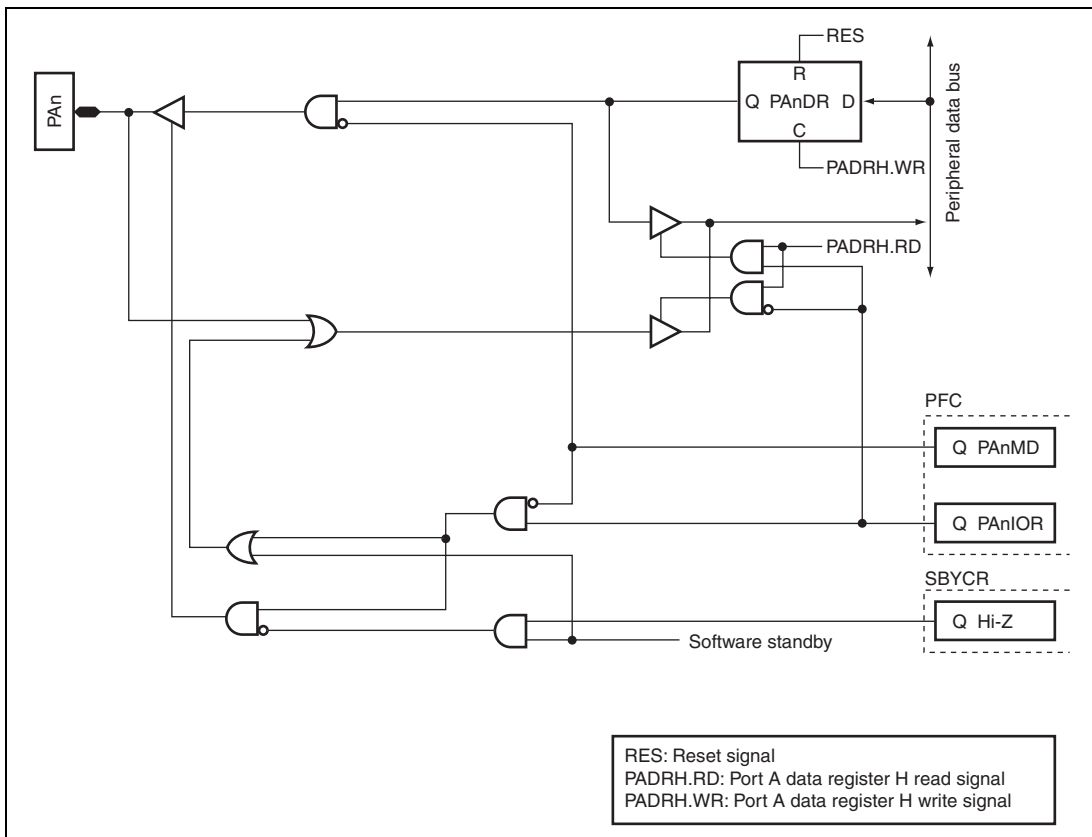 RES
PAn
R
Q PAnDR D
C
PADRH.WR
Peripheral data bus
PADRH.RD
PFC
Q PAnMD
Q PAnIOR
SBYCR
Q Hi-Z
Software standby
RES: Reset signal
PADRH.RD: Port A data register H read signal
PADRH.WR: Port A data register H write signal